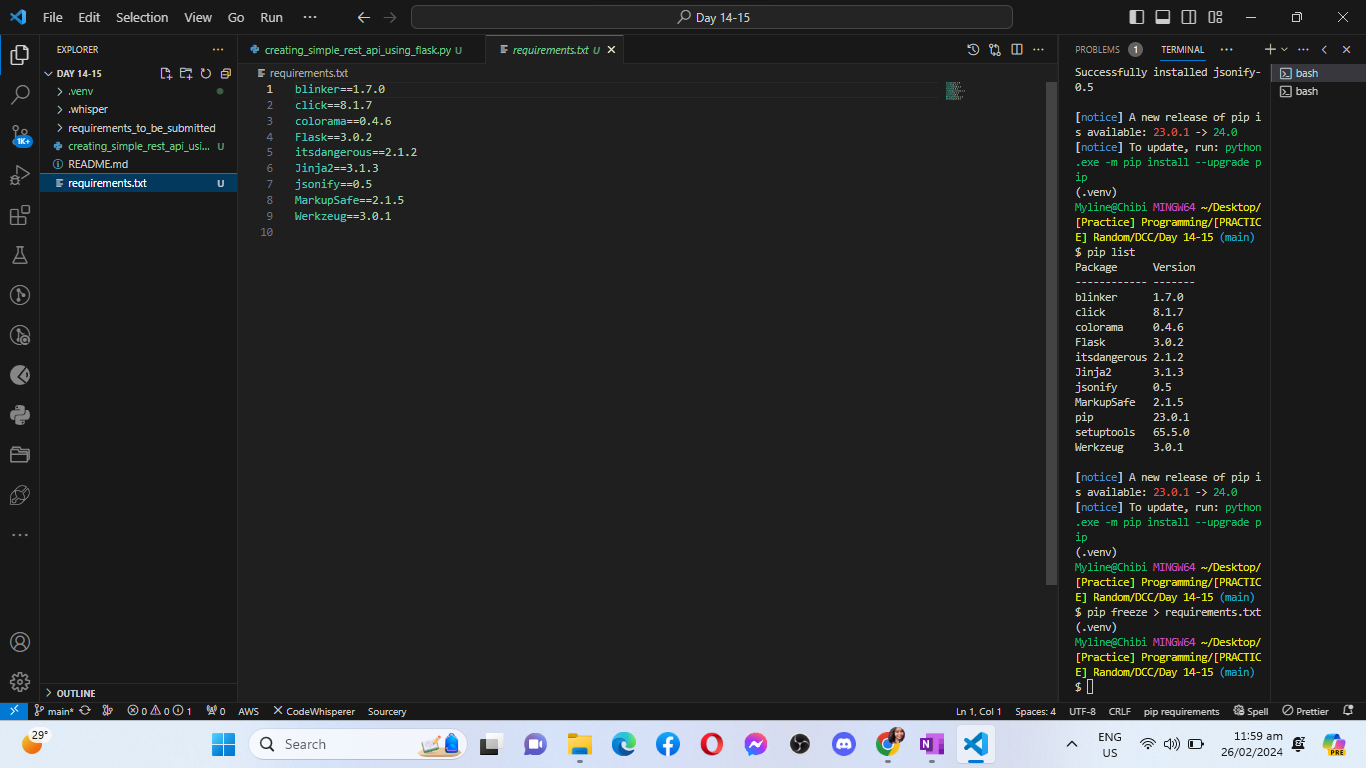 File Edit Selection View Go Run ··· Day 14-15
EXPLORER ···
DAY 14-15
.venv
.whisper
requirements_to_be_submitted
creating_simple_rest_api_usi... U
README.md
requirements.txt U
OUTLINE
creating_simple_rest_api_using_flask.py U requirements.txt U
requirements.txt
1 blinker==1.7.0
2 click==8.1.7
3 colorama==0.4.6
4 Flask==3.0.2
5 itsdangerous==2.1.2
6 Jinja2==3.1.3
7 jsonify==0.5
8 MarkupSafe==2.1.5
9 Werkzeug==3.0.1
10
PROBLEMS 1 TERMINAL ···
bash
bash
Successfully installed jsonify-
0.5
[notice] A new release of pip i
s available: 23.0.1 -> 24.0
[notice] To update, run: python
.exe -m pip install --upgrade p
ip
(.venv)
Myline@Chibi MINGW64 ~/Desktop/
[Practice] Programming/[PRACTIC
E] Random/DCC/Day 14-15 (main)
$ pip list
Package Version
------------ -------
blinker 1.7.0
click 8.1.7
colorama 0.4.6
Flask 3.0.2
itsdangerous 2.1.2
Jinja2 3.1.3
jsonify 0.5
MarkupSafe 2.1.5
pip 23.0.1
setuptools 65.5.0
Werkzeug 3.0.1
[notice] A new release of pip i
s available: 23.0.1 -> 24.0
[notice] To update, run: python
.exe -m pip install --upgrade p
ip
(.venv)
Myline@Chibi MINGW64 ~/Desktop/
[Practice] Programming/[PRACTIC
E] Random/DCC/Day 14-15 (main)
$ pip freeze > requirements.txt
(.venv)
Myline@Chibi MINGW64 ~/Desktop/
[Practice] Programming/[PRACTIC
E] Random/DCC/Day 14-15 (main)
$
1K+
main* 0 0 1 0 AWS CodeWhisperer Sourcery Ln 1, Col 1 Spaces: 4 UTF-8 CRLF pip requirements Spell Prettier
29° Search ENG
US
11:59 am
26/02/2024
PRE